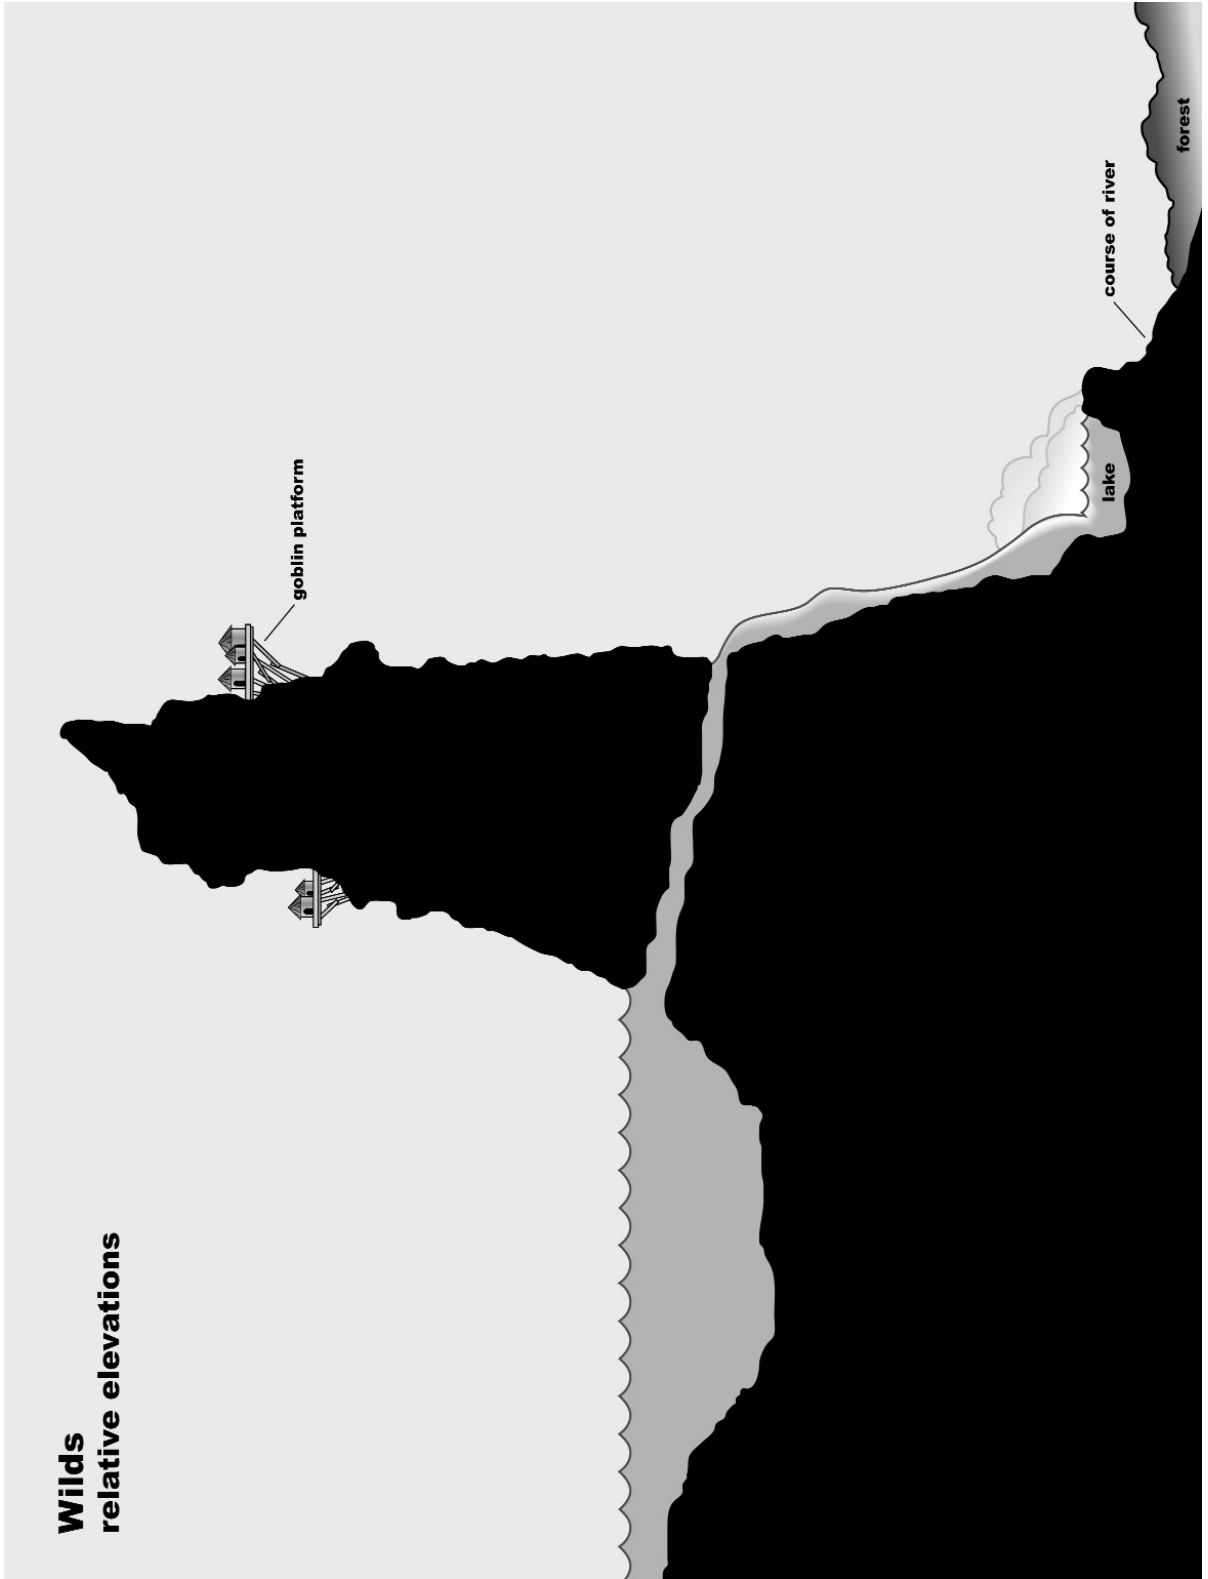 Wilds
relative elevations
goblin platform
lake
course of river
forest